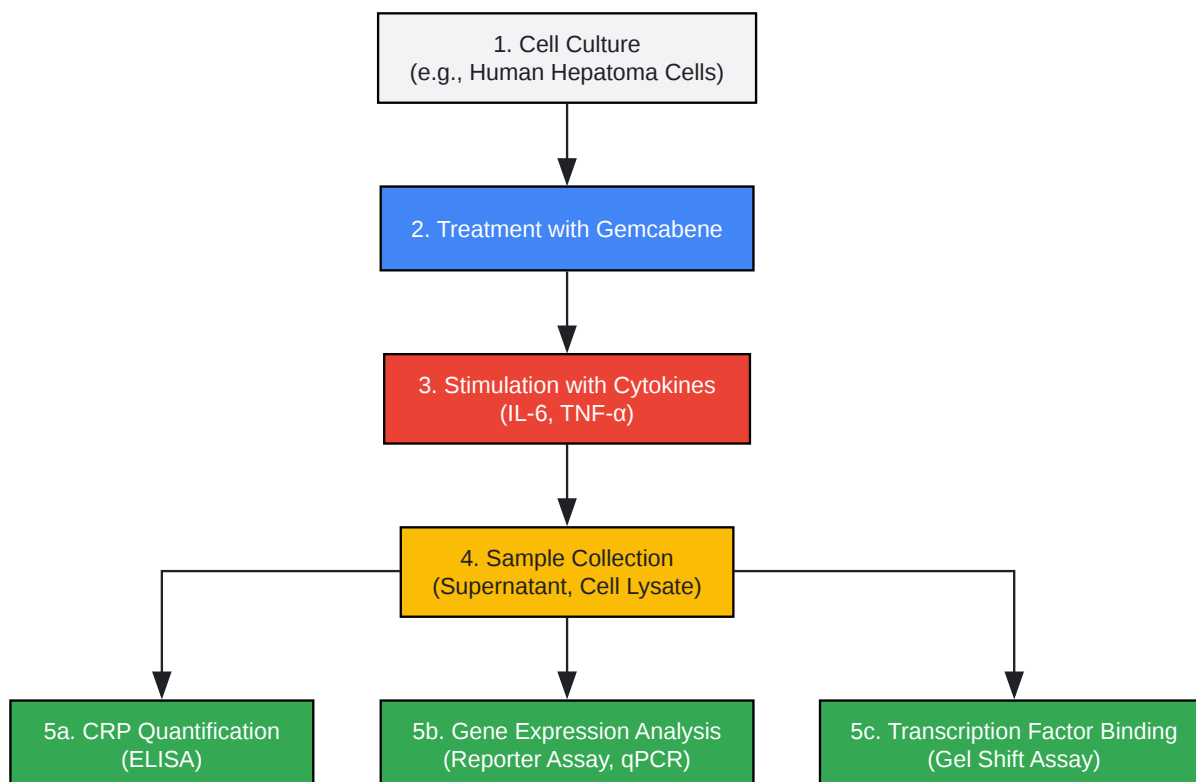 1. Cell Culture
(e.g., Human Hepatoma Cells)
2. Treatment with Gemcabene
3. Stimulation with Cytokines
(IL-6, TNF-α)
4. Sample Collection
(Supernatant, Cell Lysate)
5a. CRP Quantification
(ELISA)
5b. Gene Expression Analysis
(Reporter Assay, qPCR)
5c. Transcription Factor Binding
(Gel Shift Assay)